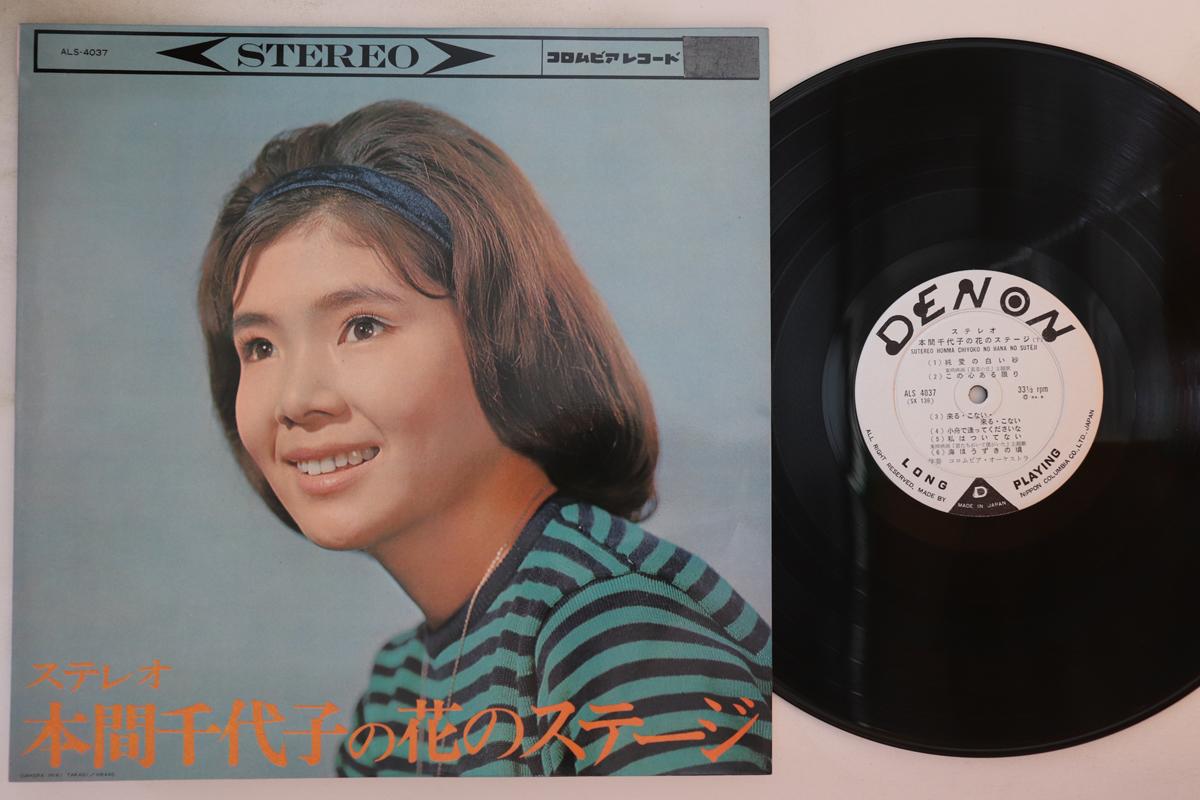 ALS-4037
STEREO
コロムビアレコード
ステレオ
本間千代子の花のステージ
DENON
ステレオ
本間千代子の花のステージ
SUTEREO HONMA CHIYOKO NO HANA NO SUTEJI
(1) 純愛の白い砂
(2) この心ある限り
ALS 4037
(SK 136)
33⅓ rpm
(3) 来る・こない・
来る・こない
(4) 小舟で逢ってくださいな
(5) 私はついてない
(6) 海ほうずきの頃
コロムビア・オーケストラ
LONG PLAYING
ALL RIGHT RESERVED, MADE BY NIPPON COLUMBIA CO., LTD. JAPAN
D
MADE IN JAPAN